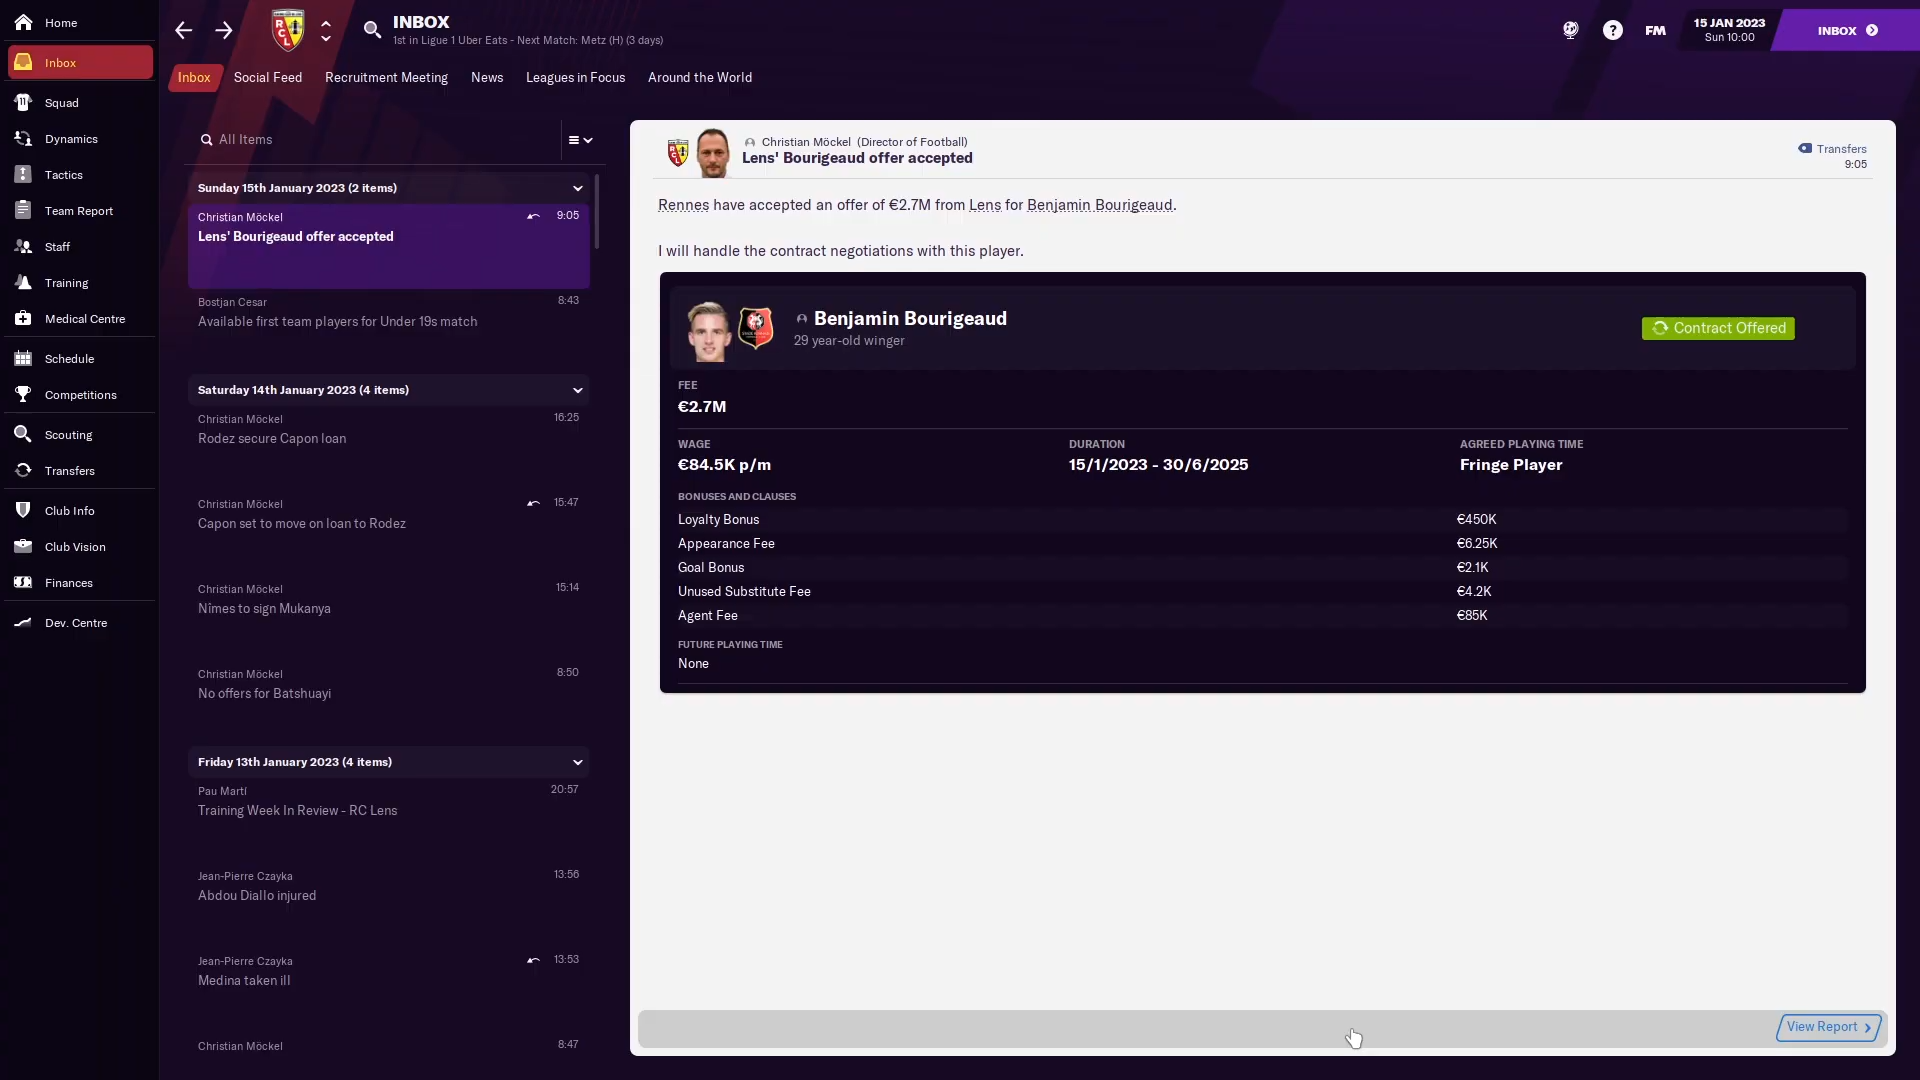 Home
Inbox
Squad
Dynamics
Tactics
Team Report
Staff
Training
Medical Centre
Schedule
Competitions
Scouting
Transfers
Club Info
Club Vision
Finances
Dev. Centre
INBOX
1st in Ligue 1 Uber Eats - Next Match: Metz (H) (3 days)
FM
15 JAN 2023
Sun 10:00
INBOX
Inbox
Social Feed
Recruitment Meeting
News
Leagues in Focus
Around the World
All Items
Sunday 15th January 2023 (2 items)
Christian Möckel
9:05
Lens' Bourigeaud offer accepted
Bostjan Cesar
8:43
Available first team players for Under 19s match
Saturday 14th January 2023 (4 items)
Christian Möckel
16:25
Rodez secure Capon loan
Christian Möckel
15:47
Capon set to move on loan to Rodez
Christian Möckel
15:14
Nîmes to sign Mukanya
Christian Möckel
8:50
No offers for Batshuayi
Friday 13th January 2023 (4 items)
Pau Martí
20:57
Training Week In Review - RC Lens
Jean-Pierre Czayka
13:56
Abdou Diallo injured
Jean-Pierre Czayka
13:53
Medina taken ill
Christian Möckel
8:47
Christian Möckel (Director of Football)
Lens' Bourigeaud offer accepted
Transfers
9:05
Rennes have accepted an offer of €2.7M from Lens for Benjamin Bourigeaud.
I will handle the contract negotiations with this player.
Benjamin Bourigeaud
29 year-old winger
Contract Offered
FEE
€2.7M
WAGE
€84.5K p/m
DURATION
15/1/2023 - 30/6/2025
AGREED PLAYING TIME
Fringe Player
BONUSES AND CLAUSES
Loyalty Bonus
€450K
Appearance Fee
€6.25K
Goal Bonus
€2.1K
Unused Substitute Fee
€4.2K
Agent Fee
€85K
FUTURE PLAYING TIME
None
View Report